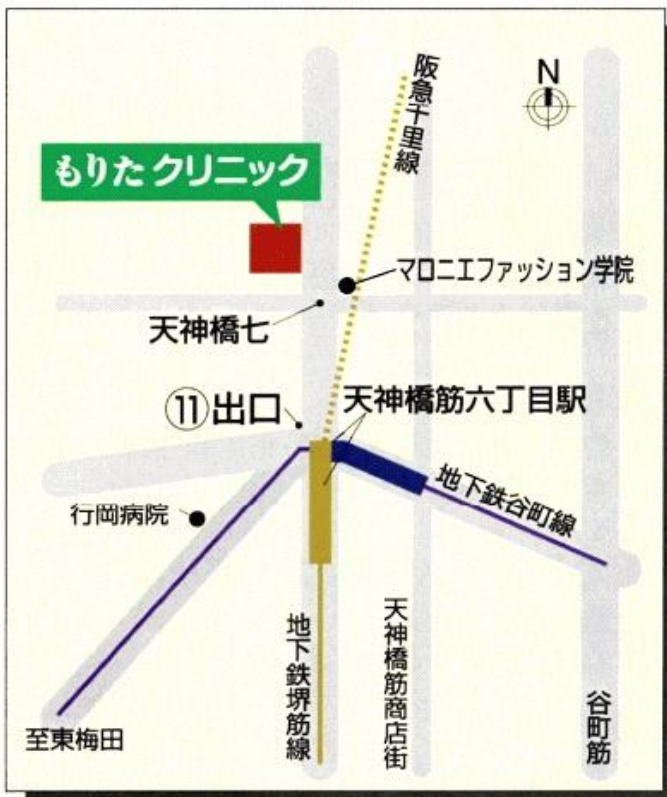 N
阪急千里線
もりたクリニック
マロニエファッション学院
天神橋七
⑪出口
天神橋筋六丁目駅
地下鉄谷町線
行岡病院
地下鉄堺筋線
天神橋筋商店街
谷町筋
至東梅田